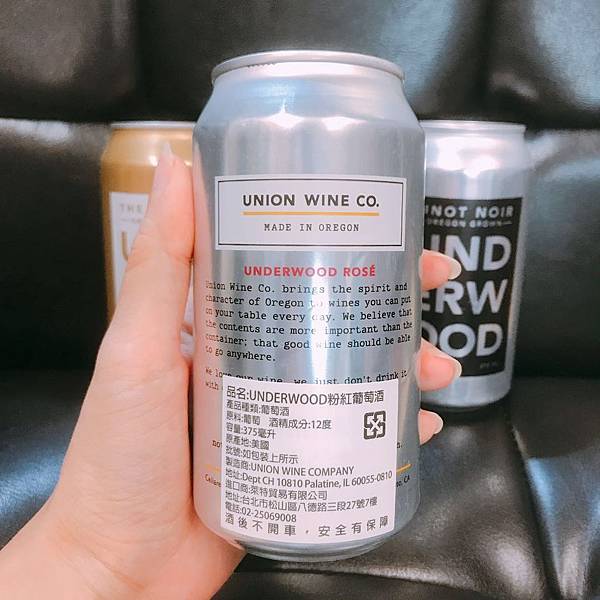 UNION WINE CO.
MADE IN OREGON
UNDERWOOD ROSÉ
Union Wine Co. brings the spirit and
character of Oregon to wines you can put
on your table every day. We believe that
the contents are more important than the
container; that good wine should be able
to go anywhere.
We love our wine, we just don't drink it
with
品名:UNDERWOOD粉紅葡萄酒
產品種類:葡萄酒
原料:葡萄 酒精成分:12度
容量:375毫升
原產地:美國
批號:如包裝上所示
製造商:UNION WINE COMPANY
地址:Dept CH 10810 Palatine, IL 60055-0810
進口商:萊特貿易有限公司
地址:台北市松山區八德路三段27號7樓
電話:02-25069008
酒後不開車，安全有保障
THE
NOT NOIR
OREGON GROWN
UND
ERW
OOD